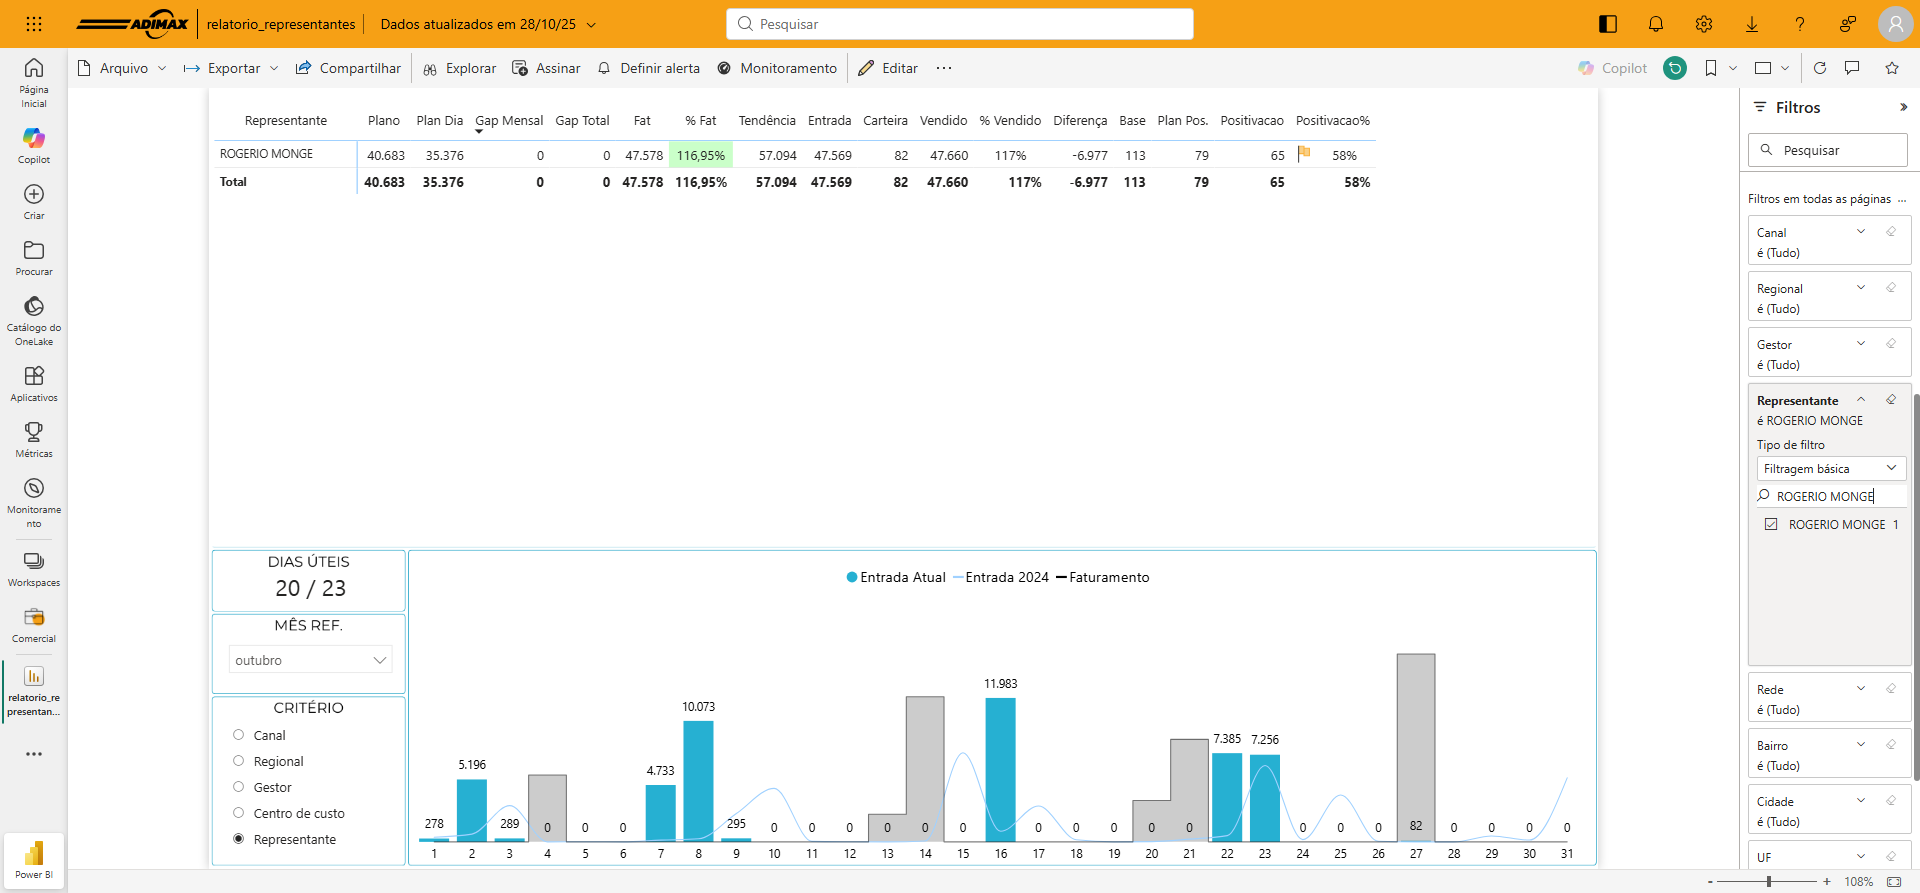 ADIMAX
relatorio_representantes
Dados atualizados em 28/10/25
Pesquisar
A
Arquivo
Exportar
Compartilhar
Explorar
Assinar
Definir alerta
Monitoramento
Editar
Copilot
Página Inicial
Copilot
Criar
Procurar
Catálogo do OneLake
Aplicativos
Métricas
Monitorame nto
Workspaces
Comercial
relatorio_re presentan...
Power BI
Representante Plano Plan Dia Gap Mensal Gap Total Fat % Fat Tendência Entrada Carteira Vendido % Vendido Diferença Base Plan Pos. Positivacao Positivacao%
ROGERIO MONGE 40.683 35.376 0 0 47.578 116,95% 57.094 47.569 82 47.660 117% -6.977 113 79 65 58%
Total 40.683 35.376 0 0 47.578 116,95% 57.094 47.569 82 47.660 117% -6.977 113 79 65 58%
DIAS ÚTEIS
20 / 23
MÊS REF.
outubro
CRITÉRIO
Canal
Regional
Gestor
Centro de custo
Representante
Entrada Atual Entrada 2024 Faturamento
278 5.196 289 0 0 0 4.733 10.073 295 0 0 0 0 0 0 11.983 0 0 0 0 0 7.385 7.256 0 0 0 82 0 0 0 0
1 2 3 4 5 6 7 8 9 10 11 12 13 14 15 16 17 18 19 20 21 22 23 24 25 26 27 28 29 30 31
Filtros
Pesquisar
Filtros em todas as páginas ...
Canal
é (Tudo)
Regional
é (Tudo)
Gestor
é (Tudo)
Representante
é ROGERIO MONGE
Tipo de filtro
Filtragem básica
ROGERIO MONGE
ROGERIO MONGE 1
Rede
é (Tudo)
Bairro
é (Tudo)
Cidade
é (Tudo)
UF
- + 108%